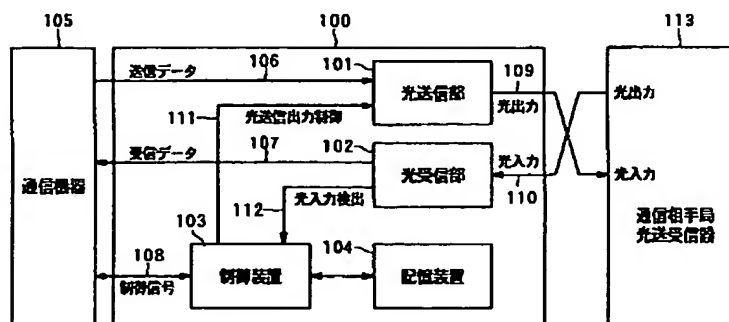 105
100
113
送信データ
106
101
光送信部
109
光出力
光出力
111
光送信出力制御
受信データ
107
102
光受信部
光入力
光入力
110
通信機器
112
光入力検出
通信相手局
光送受信器
103
制御装置
104
記憶装置
108
制御信号